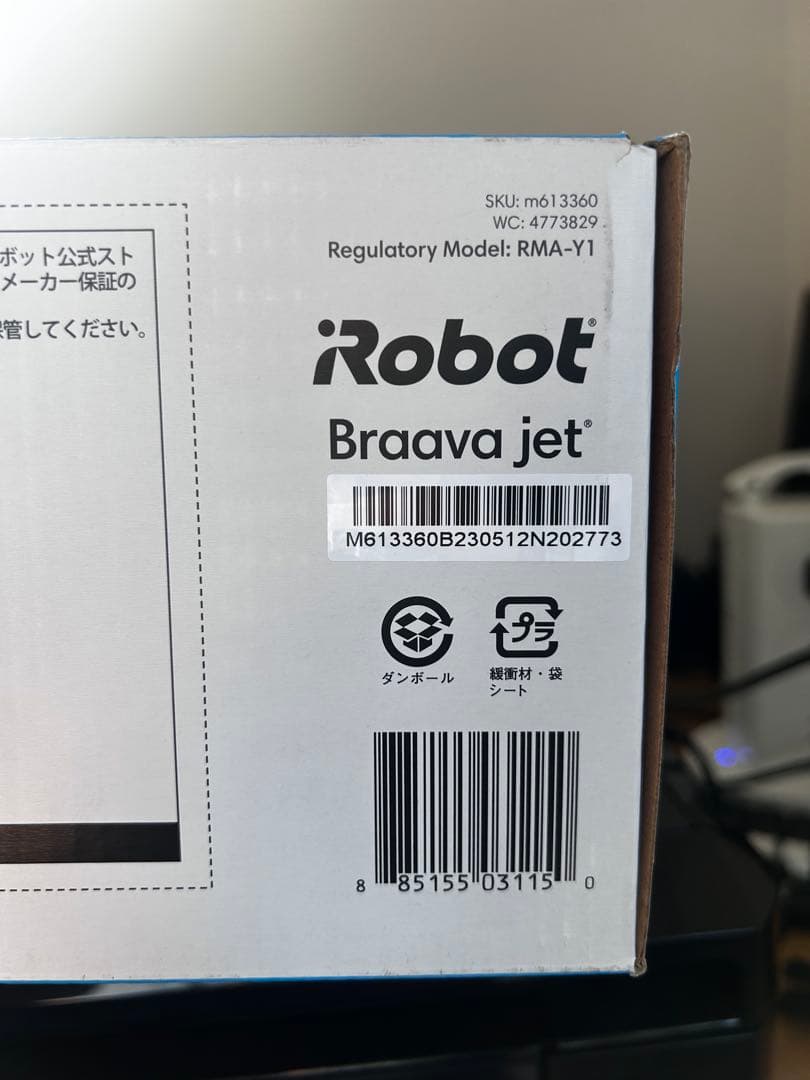 ボット公式スト
メーカー保証の
管してください。
SKU: m613360
WC: 4773829
Regulatory Model: RMA-Y1
iRobot®
Braava jet®
M613360B230512N202773
ダンボール
プラ
緩衝材・袋
シート
8 85155 03115 0